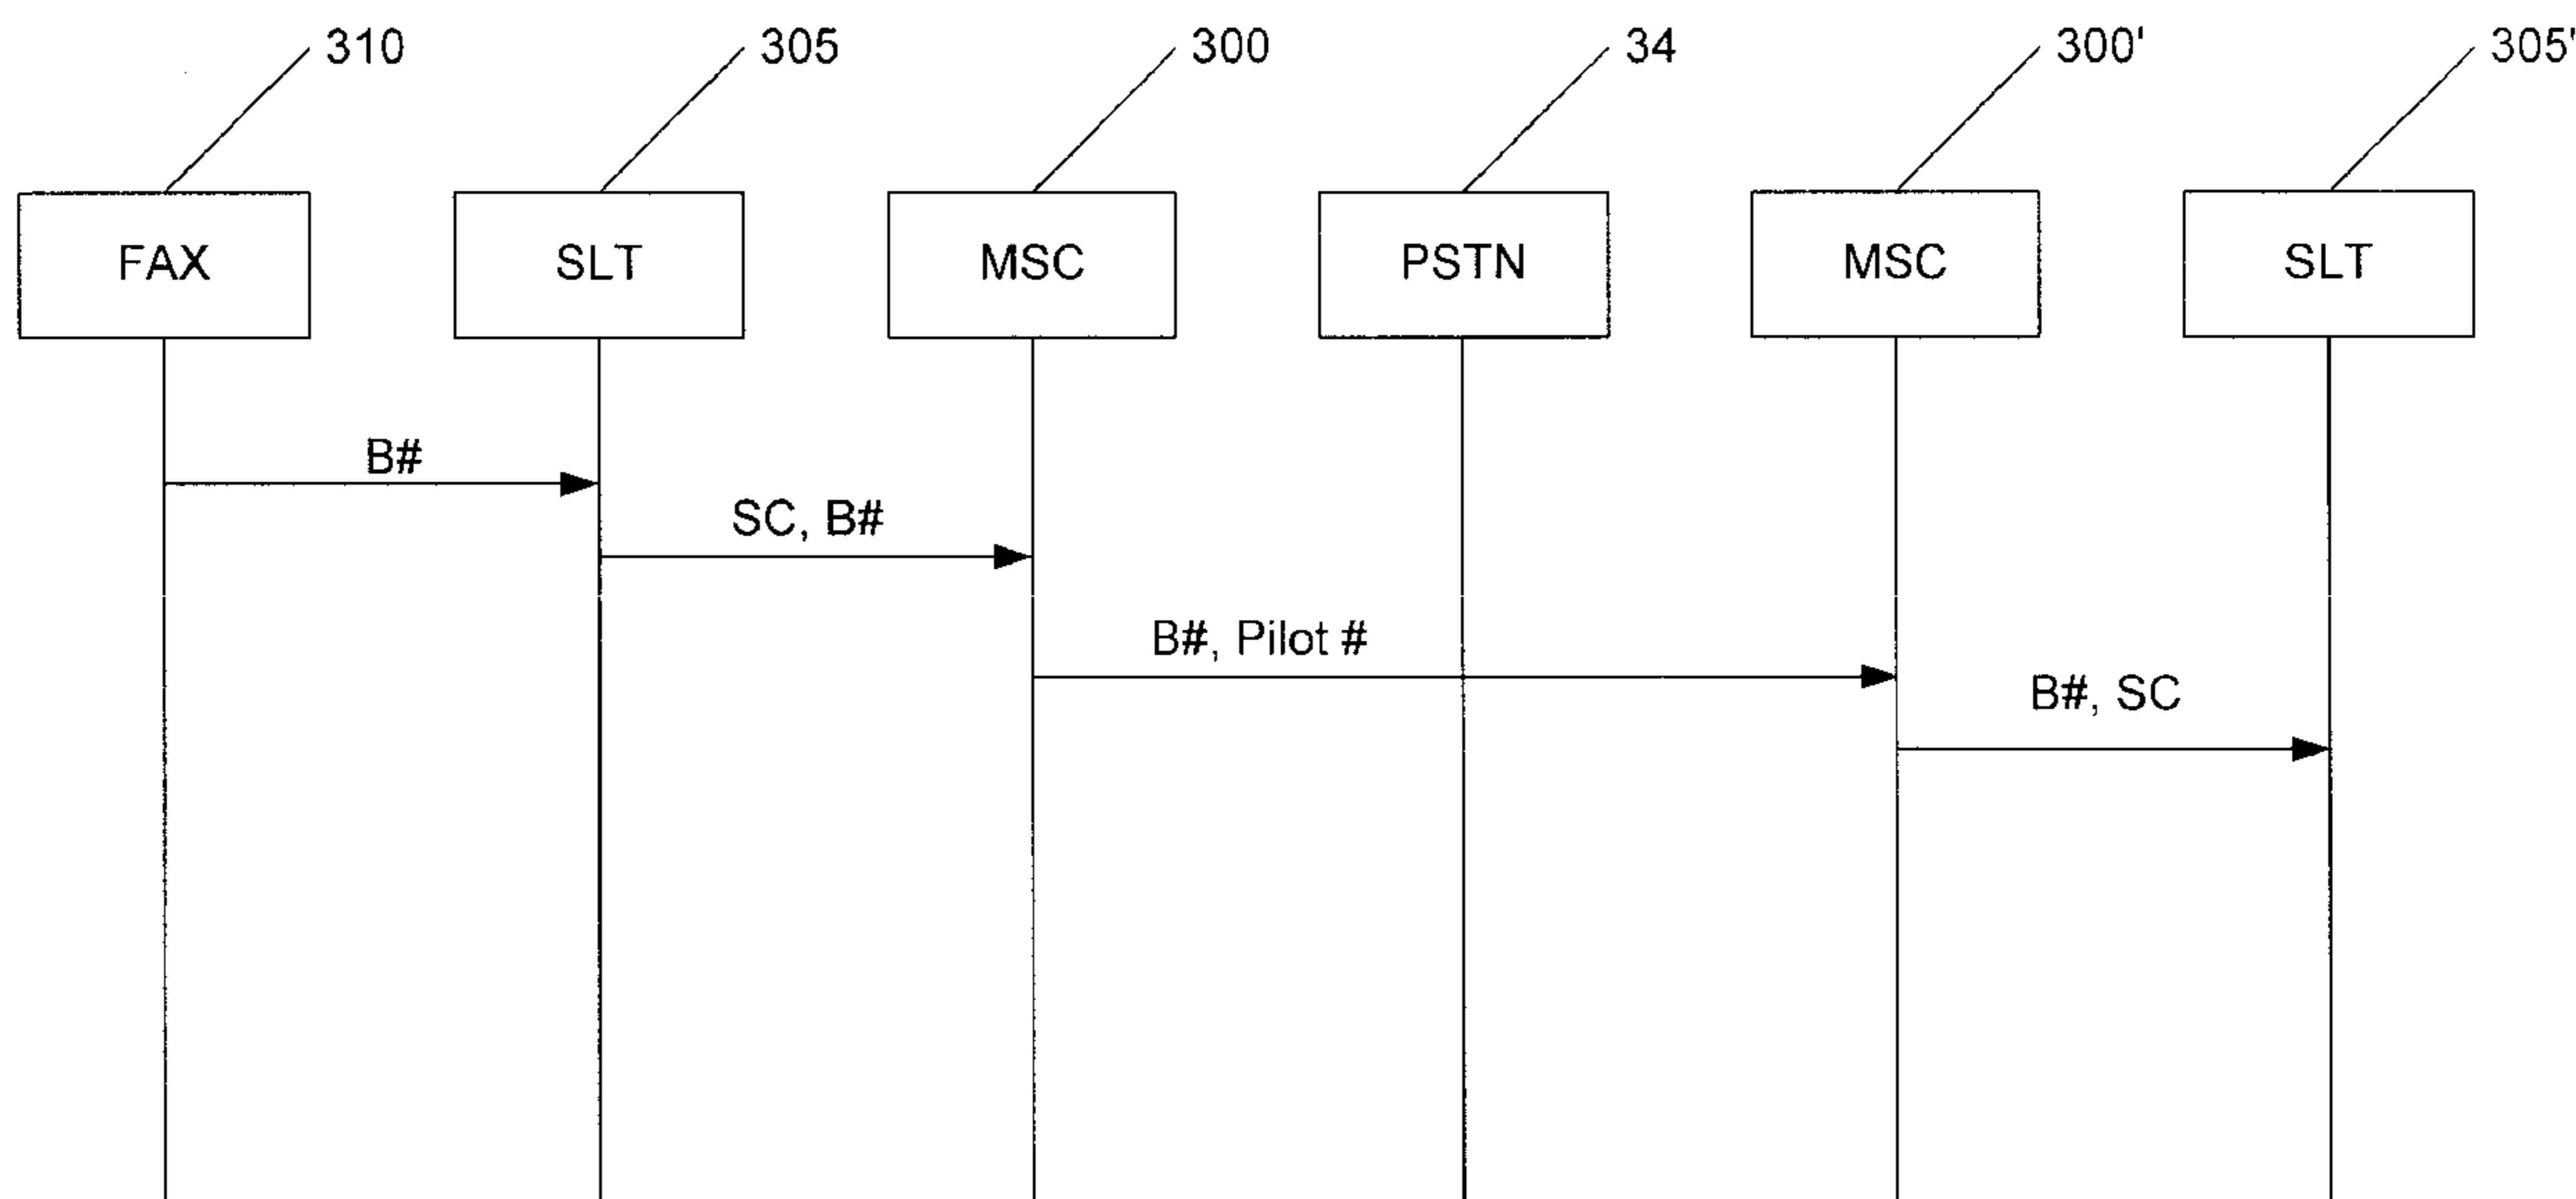 310 305 300 34 300' 305'
FAX SLT MSC PSTN MSC SLT
B#
SC, B#
B#, Pilot #
B#, SC